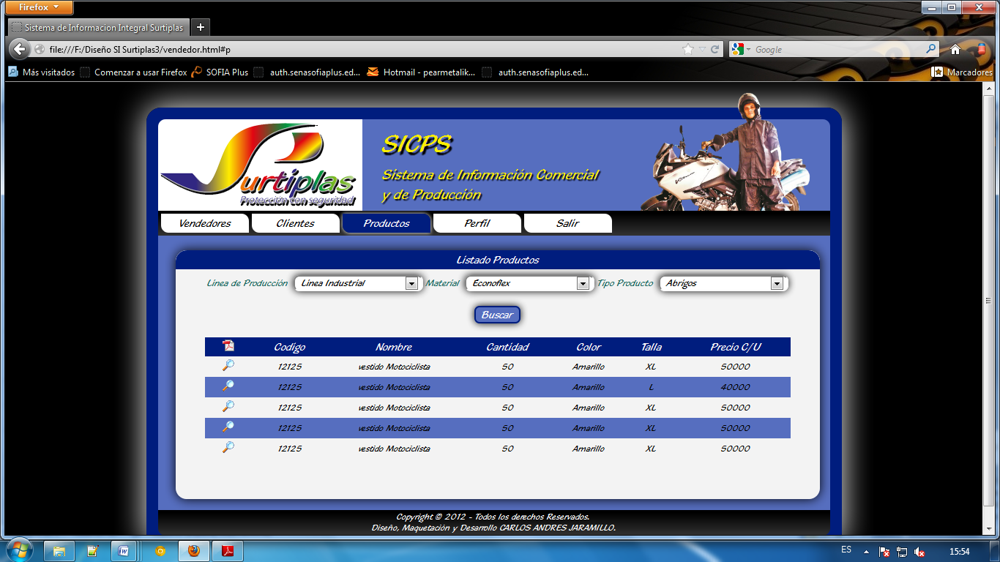 Firefox
Sistema de Informacion Integral Surtiplas
file:///F:/Diseño SI Surtiplas3/vendedor.html#p
Google
Más visitados Comenzar a usar Firefox SOFIA Plus auth.senasofiaplus.ed... Hotmail - pearmetalik... auth.senasofiaplus.ed... Marcadores
urtiplas
Protección con seguridad
SICPS
Sistema de Información Comercial
y de Producción
Vendedores Clientes Productos Perfil Salir
Listado Productos
Linea de Producción Linea Industrial Material Econoflex Tipo Producto Abrigos
Buscar
Codigo Nombre Cantidad Color Talla Precio C/U
12125 vestido Motociclista 50 Amarillo XL 50000
12125 vestido Motociclista 50 Amarillo L 40000
12125 vestido Motociclista 50 Amarillo XL 50000
12125 vestido Motociclista 50 Amarillo XL 50000
12125 vestido Motociclista 50 Amarillo XL 50000
Copyright © 2012 - Todos los derechos Reservados.
Diseño, Maquetación y Desarrollo CARLOS ANDRES JARAMILLO.
ES 15:54